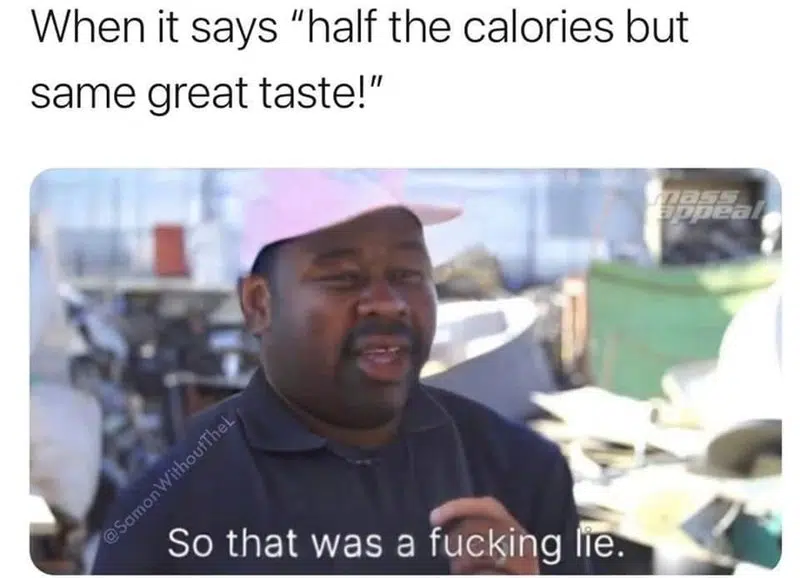 When it says “half the calories but
same great taste!”
mass
appeal
@SamonWithoutTheL
So that was a fucking lie.